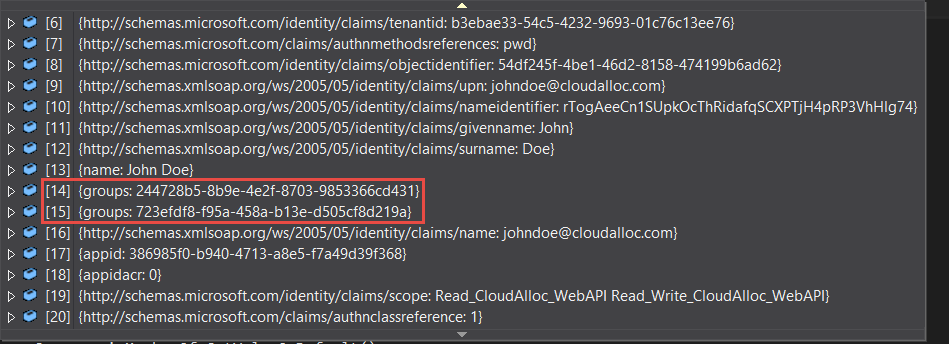 [6] {http://schemas.microsoft.com/identity/claims/tenantid: b3ebae33-54c5-4232-9693-01c76c13ee76}
[7] {http://schemas.microsoft.com/claims/authnmethodsreferences: pwd}
[8] {http://schemas.microsoft.com/identity/claims/objectidentifier: 54df245f-4be1-46d2-8158-474199b6ad62}
[9] {http://schemas.xmlsoap.org/ws/2005/05/identity/claims/upn: johndoe@cloudalloc.com}
[10] {http://schemas.xmlsoap.org/ws/2005/05/identity/claims/nameidentifier: rTogAeeCn1SUpkOcThRidafqSCXPTjH4pRP3VhHIg74}
[11] {http://schemas.xmlsoap.org/ws/2005/05/identity/claims/givenname: John}
[12] {http://schemas.xmlsoap.org/ws/2005/05/identity/claims/surname: Doe}
[13] {name: John Doe}
[14] {groups: 244728b5-8b9e-4e2f-8703-9853366cd431}
[15] {groups: 723efdf8-f95a-458a-b13e-d505cf8d219a}
[16] {http://schemas.xmlsoap.org/ws/2005/05/identity/claims/name: johndoe@cloudalloc.com}
[17] {appid: 386985f0-b940-4713-a8e5-f7a49d39f368}
[18] {appidacr: 0}
[19] {http://schemas.microsoft.com/identity/claims/scope: Read_CloudAlloc_WebAPI Read_Write_CloudAlloc_WebAPI}
[20] {http://schemas.microsoft.com/claims/authnclassreference: 1}